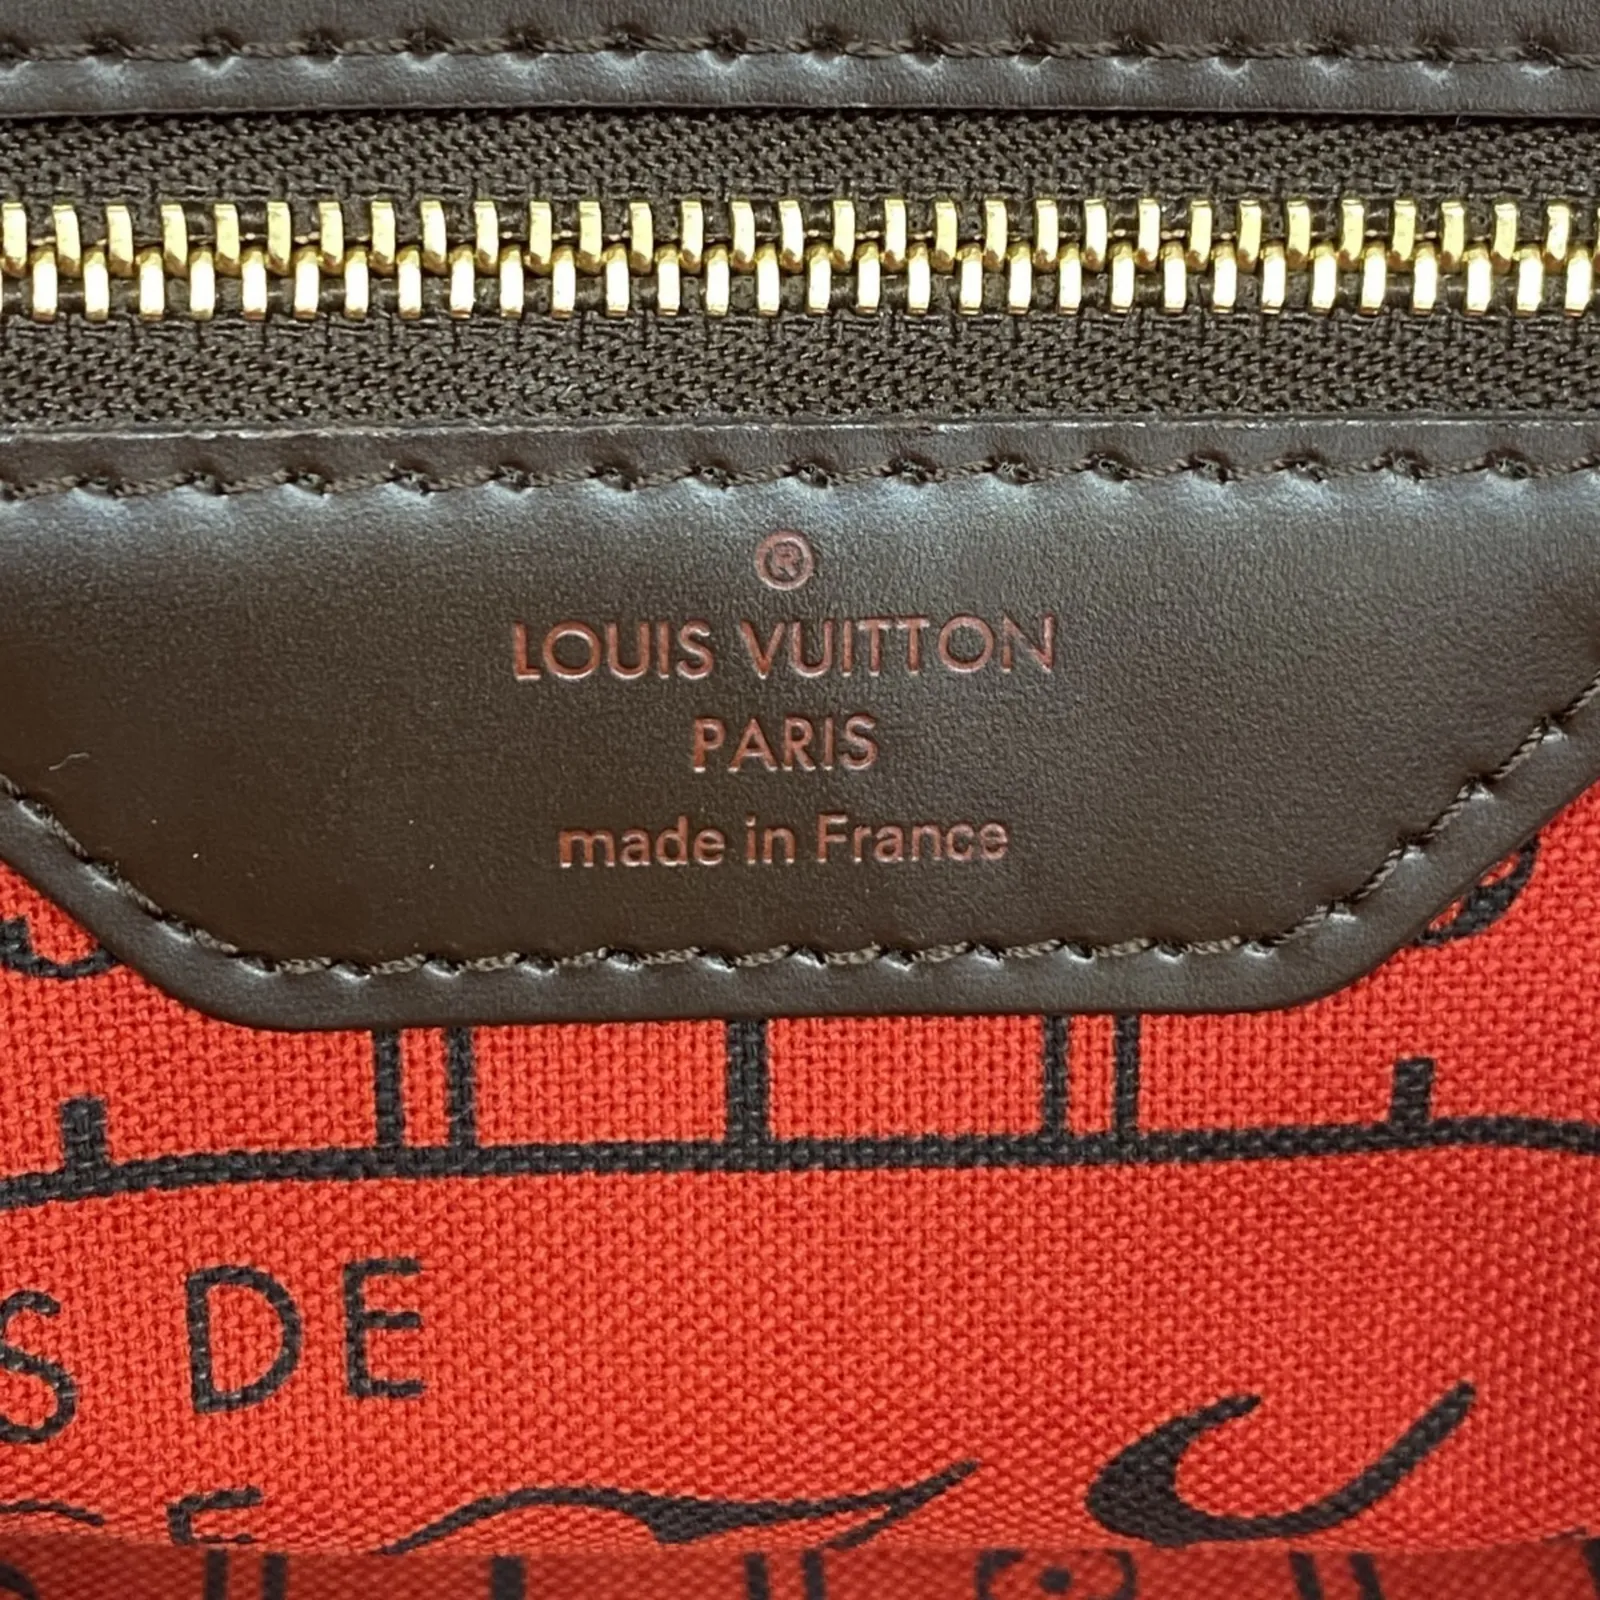 ®
LOUIS VUITTON
PARIS
made in France
S DE